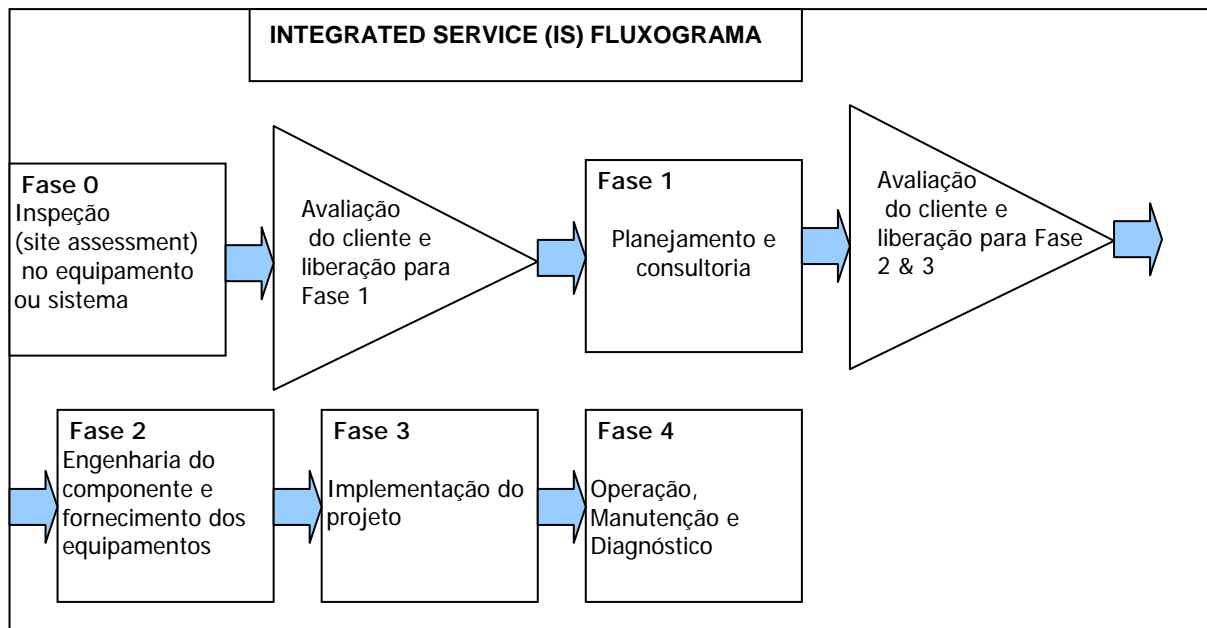 INTEGRATED SERVICE (IS) FLUXOGRAMA
Fase 0
Inspeção
(site assessment)
no equipamento
ou sistema
Avaliação
do cliente e
liberação para
Fase 1
Fase 1
Planejamento e
consultoria
Avaliação
do cliente e
liberação para Fase
2 & 3
Fase 2
Engenharia do
componente e
fornecimento dos
equipamentos
Fase 3
Implementação do
projeto
Fase 4
Operação,
Manutenção e
Diagnóstico